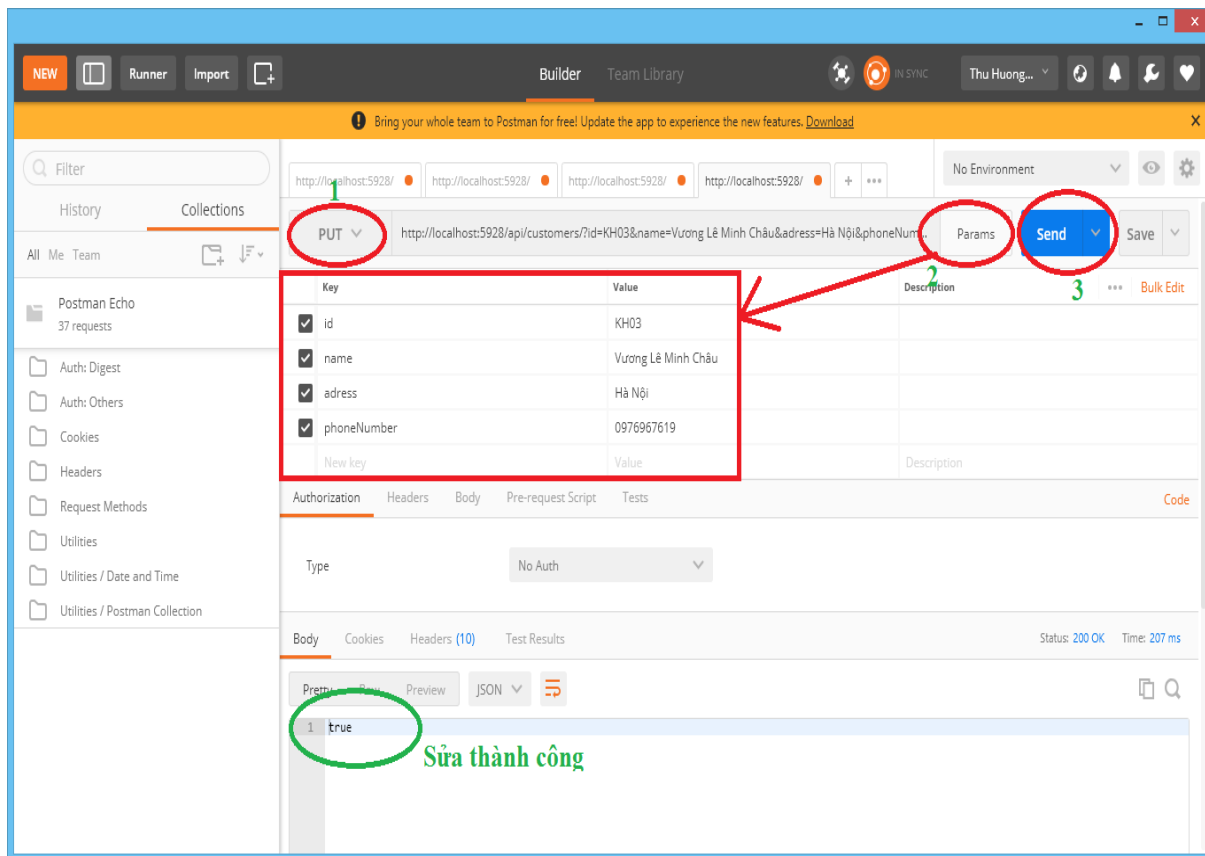 NEW Runner Import Builder Team Library IN SYNC Thu Huong...
Bring your whole team to Postman for free! Update the app to experience the new features. Download
Filter
History Collections
All Me Team
Postman Echo
37 requests
Auth: Digest
Auth: Others
Cookies
Headers
Request Methods
Utilities
Utilities / Date and Time
Utilities / Postman Collection
http://localhost:5928/ http://localhost:5928/ http://localhost:5928/ http://localhost:5928/ + ••• No Environment
1
PUT http://localhost:5928/api/customers/?id=KH03&name=Vương Lê Minh Châu&adress=Hà Nội&phoneNum... Params Send Save
2
3
Key Value Description ••• Bulk Edit
id KH03
name Vương Lê Minh Châu
adress Hà Nội
phoneNumber 0976967619
New key Value Description
Authorization Headers Body Pre-request Script Tests Code
Type No Auth
Body Cookies Headers (10) Test Results Status: 200 OK Time: 207 ms
Pretty Raw Preview JSON
1 true
Sửa thành công